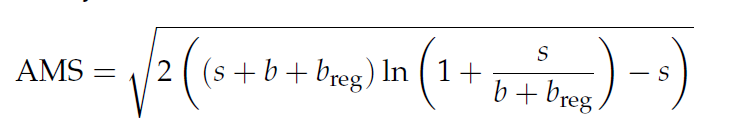 AMS = √(2((s + b + b_reg) ln(1 + s/(b + b_reg)) − s))